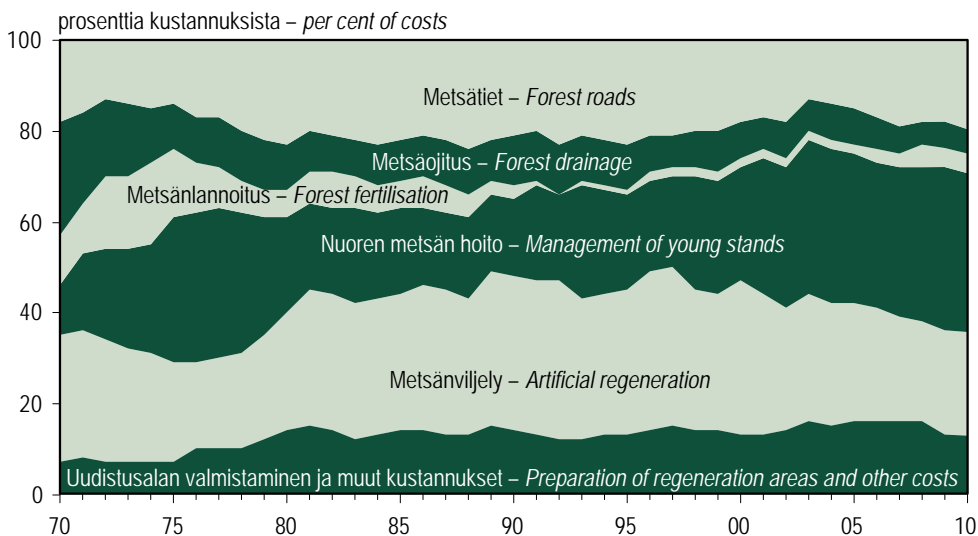 prosenttia kustannuksista – per cent of costs
100
80
60
40
20
0
Metsätiet – Forest roads
Metsäojitus – Forest drainage
Metsänlannoitus – Forest fertilisation
Nuoren metsän hoito – Management of young stands
Metsänviljely – Artificial regeneration
Uudistusalan valmistaminen ja muut kustannukset – Preparation of regeneration areas and other costs
70 75 80 85 90 95 00 05 10